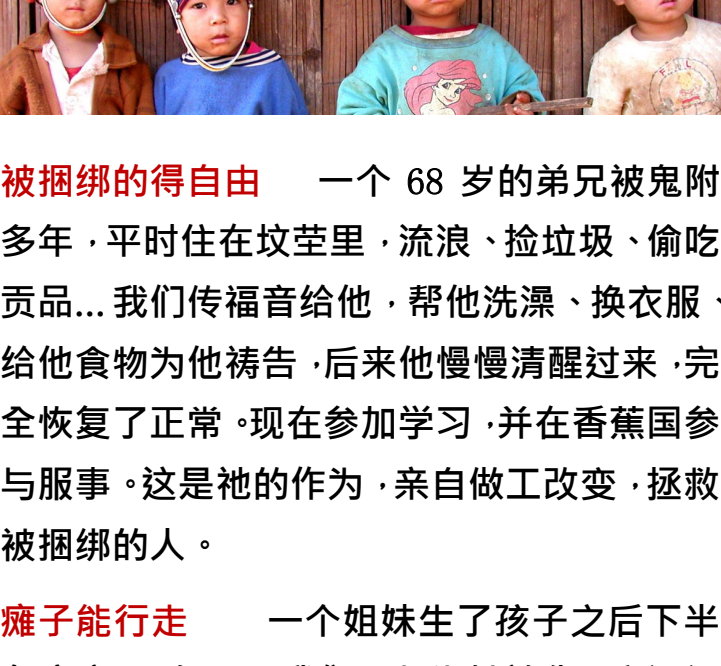 被捆绑的得自由 一个 68 岁的弟兄被鬼附
多年，平时住在坟茔里，流浪、捡垃圾、偷吃
贡品...我们传福音给他，帮他洗澡、换衣服、
给他食物为他祷告，后来他慢慢清醒过来，完
全恢复了正常。现在参加学习，并在香蕉国参
与服事。这是祂的作为，亲自做工改变，拯救
被捆绑的人。
瘫子能行走 一个姐妹生了孩子之后下半